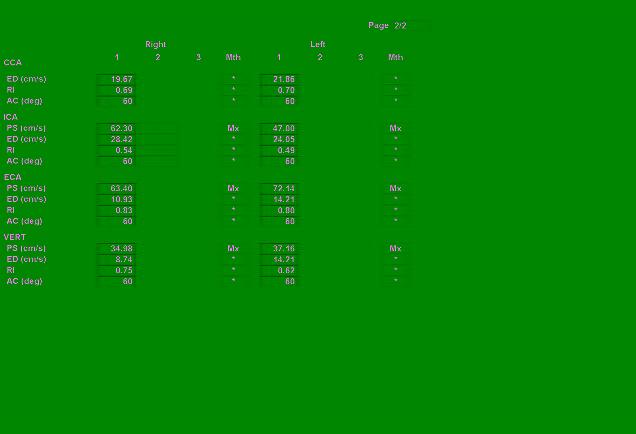 Page 2/2
Right Left
1 2 3 Mth 1 2 3 Mth
CCA
ED (cm/s) 19.67 * 21.86 *
RI 0.69 * 0.70 *
AC (deg) 60 * 60 *
ICA
PS (cm/s) 62.30 Mx 47.00 Mx
ED (cm/s) 28.42 * 24.05 *
RI 0.54 * 0.49 *
AC (deg) 60 * 60 *
ECA
PS (cm/s) 63.40 Mx 72.14 Mx
ED (cm/s) 10.93 * 14.21 *
RI 0.83 * 0.80 *
AC (deg) 60 * 60 *
VERT
PS (cm/s) 34.98 Mx 37.16 Mx
ED (cm/s) 8.74 * 14.21 *
RI 0.75 * 0.62 *
AC (deg) 60 * 60 *